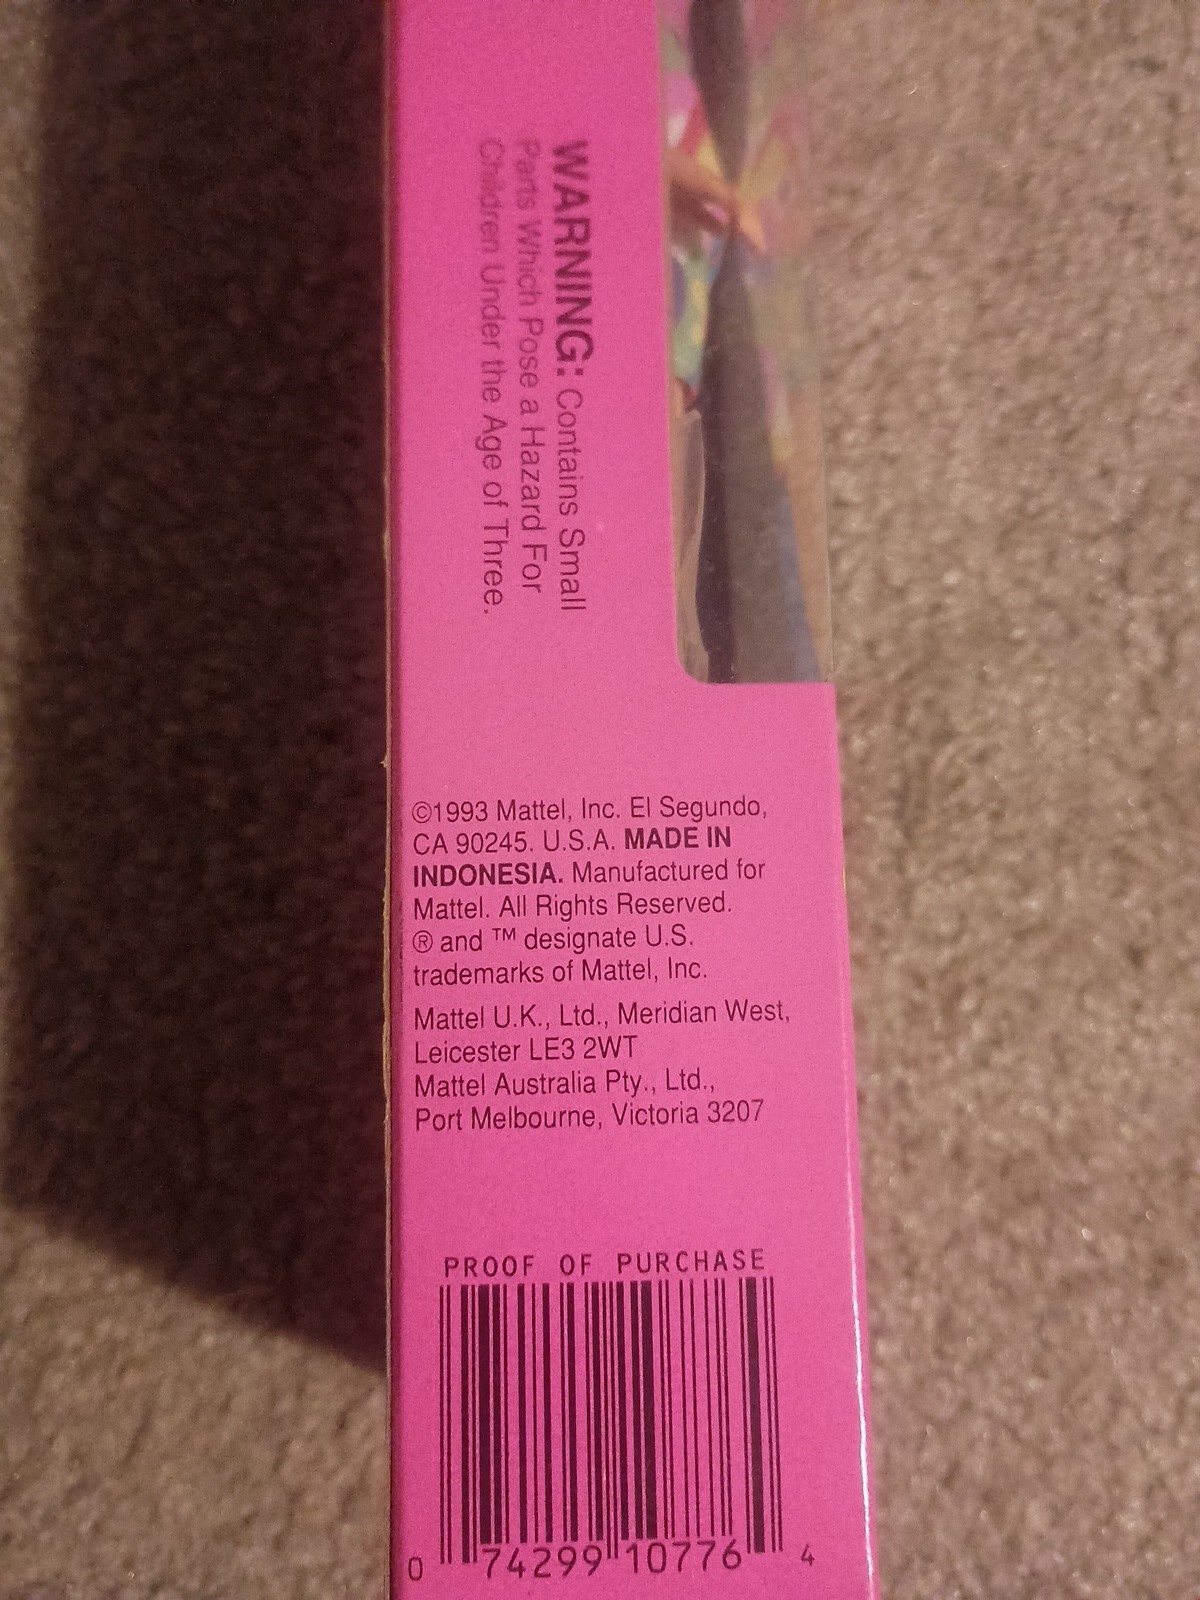 WARNING: Contains Small
Parts Which Pose a Hazard For
Children Under the Age of Three.
©1993 Mattel, Inc. El Segundo,
CA 90245. U.S.A. MADE IN
INDONESIA. Manufactured for
Mattel. All Rights Reserved.
® and ™ designate U.S.
trademarks of Mattel, Inc.
Mattel U.K., Ltd., Meridian West,
Leicester LE3 2WT
Mattel Australia Pty., Ltd.,
Port Melbourne, Victoria 3207
PROOF OF PURCHASE
0 74299 10776 4